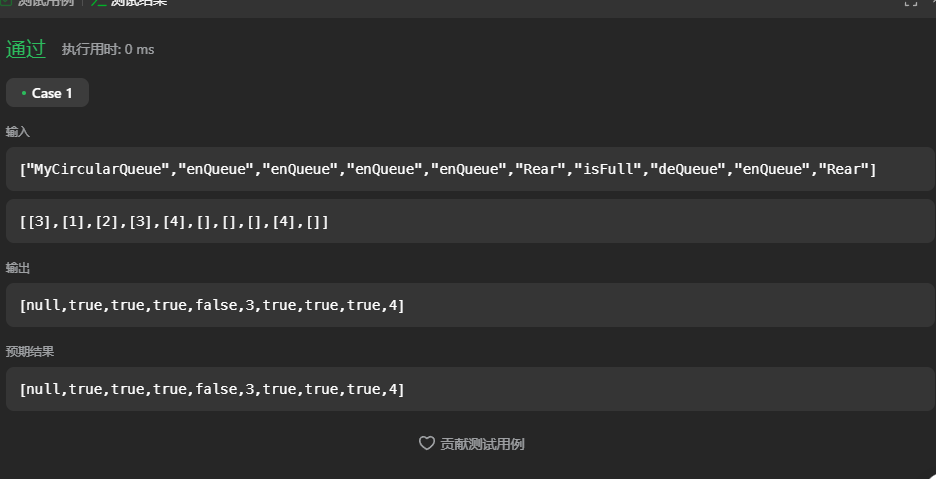 测试用例 测试结果
通过 执行用时: 0 ms
Case 1
输入
["MyCircularQueue","enQueue","enQueue","enQueue","enQueue","Rear","isFull","deQueue","enQueue","Rear"]
[[3],[1],[2],[3],[4],[],[],[],[4],[]]
输出
[null,true,true,true,false,3,true,true,true,4]
预期结果
[null,true,true,true,false,3,true,true,true,4]
贡献测试用例